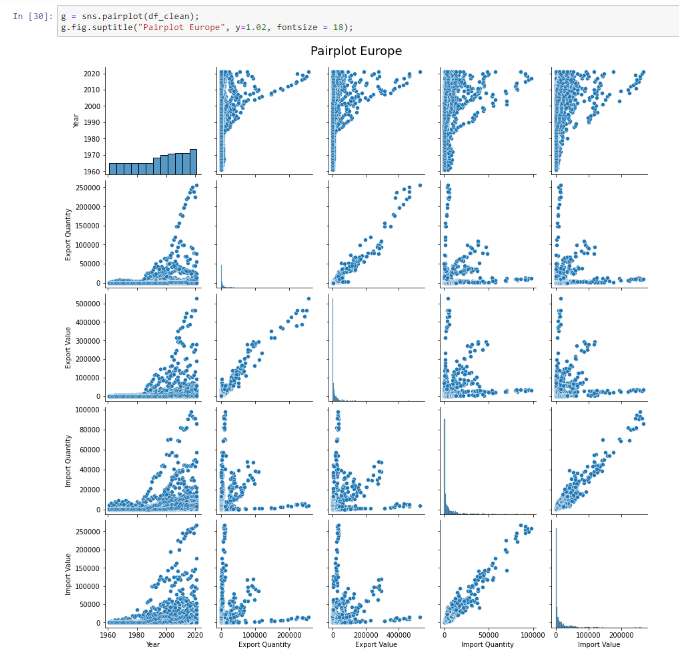 In [30]: g = sns.pairplot(df_clean);
g.fig.suptitle("Pairplot Europe", y=1.02, fontsize = 18);
Pairplot Europe
2020
2010
2000
1990
1980
1970
1960
Year
250000
200000
150000
100000
50000
0
Export Quantity
500000
400000
300000
200000
100000
0
Export Value
100000
80000
60000
40000
20000
0
Import Quantity
250000
200000
150000
100000
50000
0
Import Value
1960 1980 2000 2020
0 100000 200000
0 200000 400000
0 50000 100000
0 100000 200000
Year
Export Quantity
Export Value
Import Quantity
Import Value